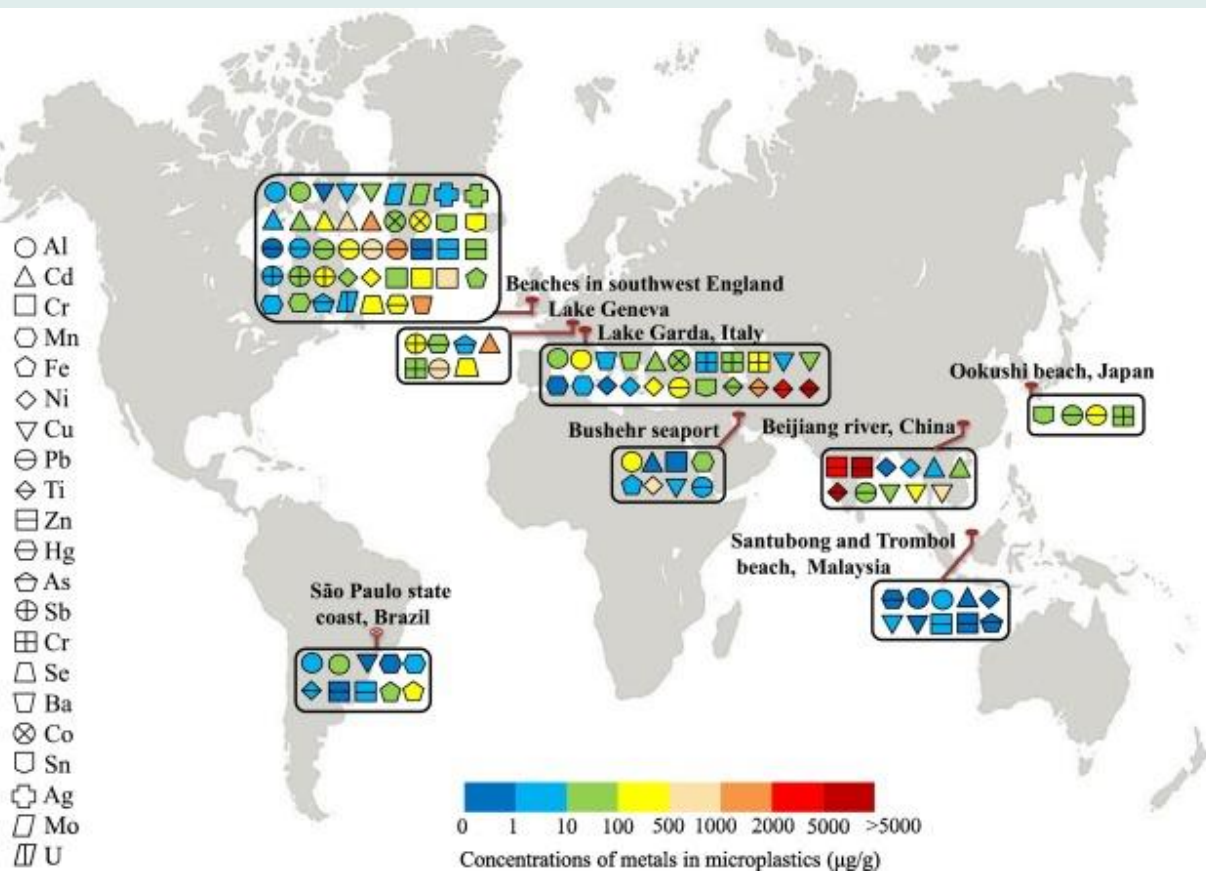 Beaches in southwest England
Lake Geneva
Lake Garda, Italy
Ookushi beach, Japan
Bushehr seaport
Beijiang river, China
Santubong and Trombol
beach, Malaysia
São Paulo state
coast, Brazil
Al
Cd
Cr
Mn
Fe
Ni
Cu
Pb
Ti
Zn
Hg
As
Sb
Cr
Se
Ba
Co
Sn
Ag
Mo
U
0 1 10 100 500 1000 2000 5000 >5000
Concentrations of metals in microplastics (μg/g)